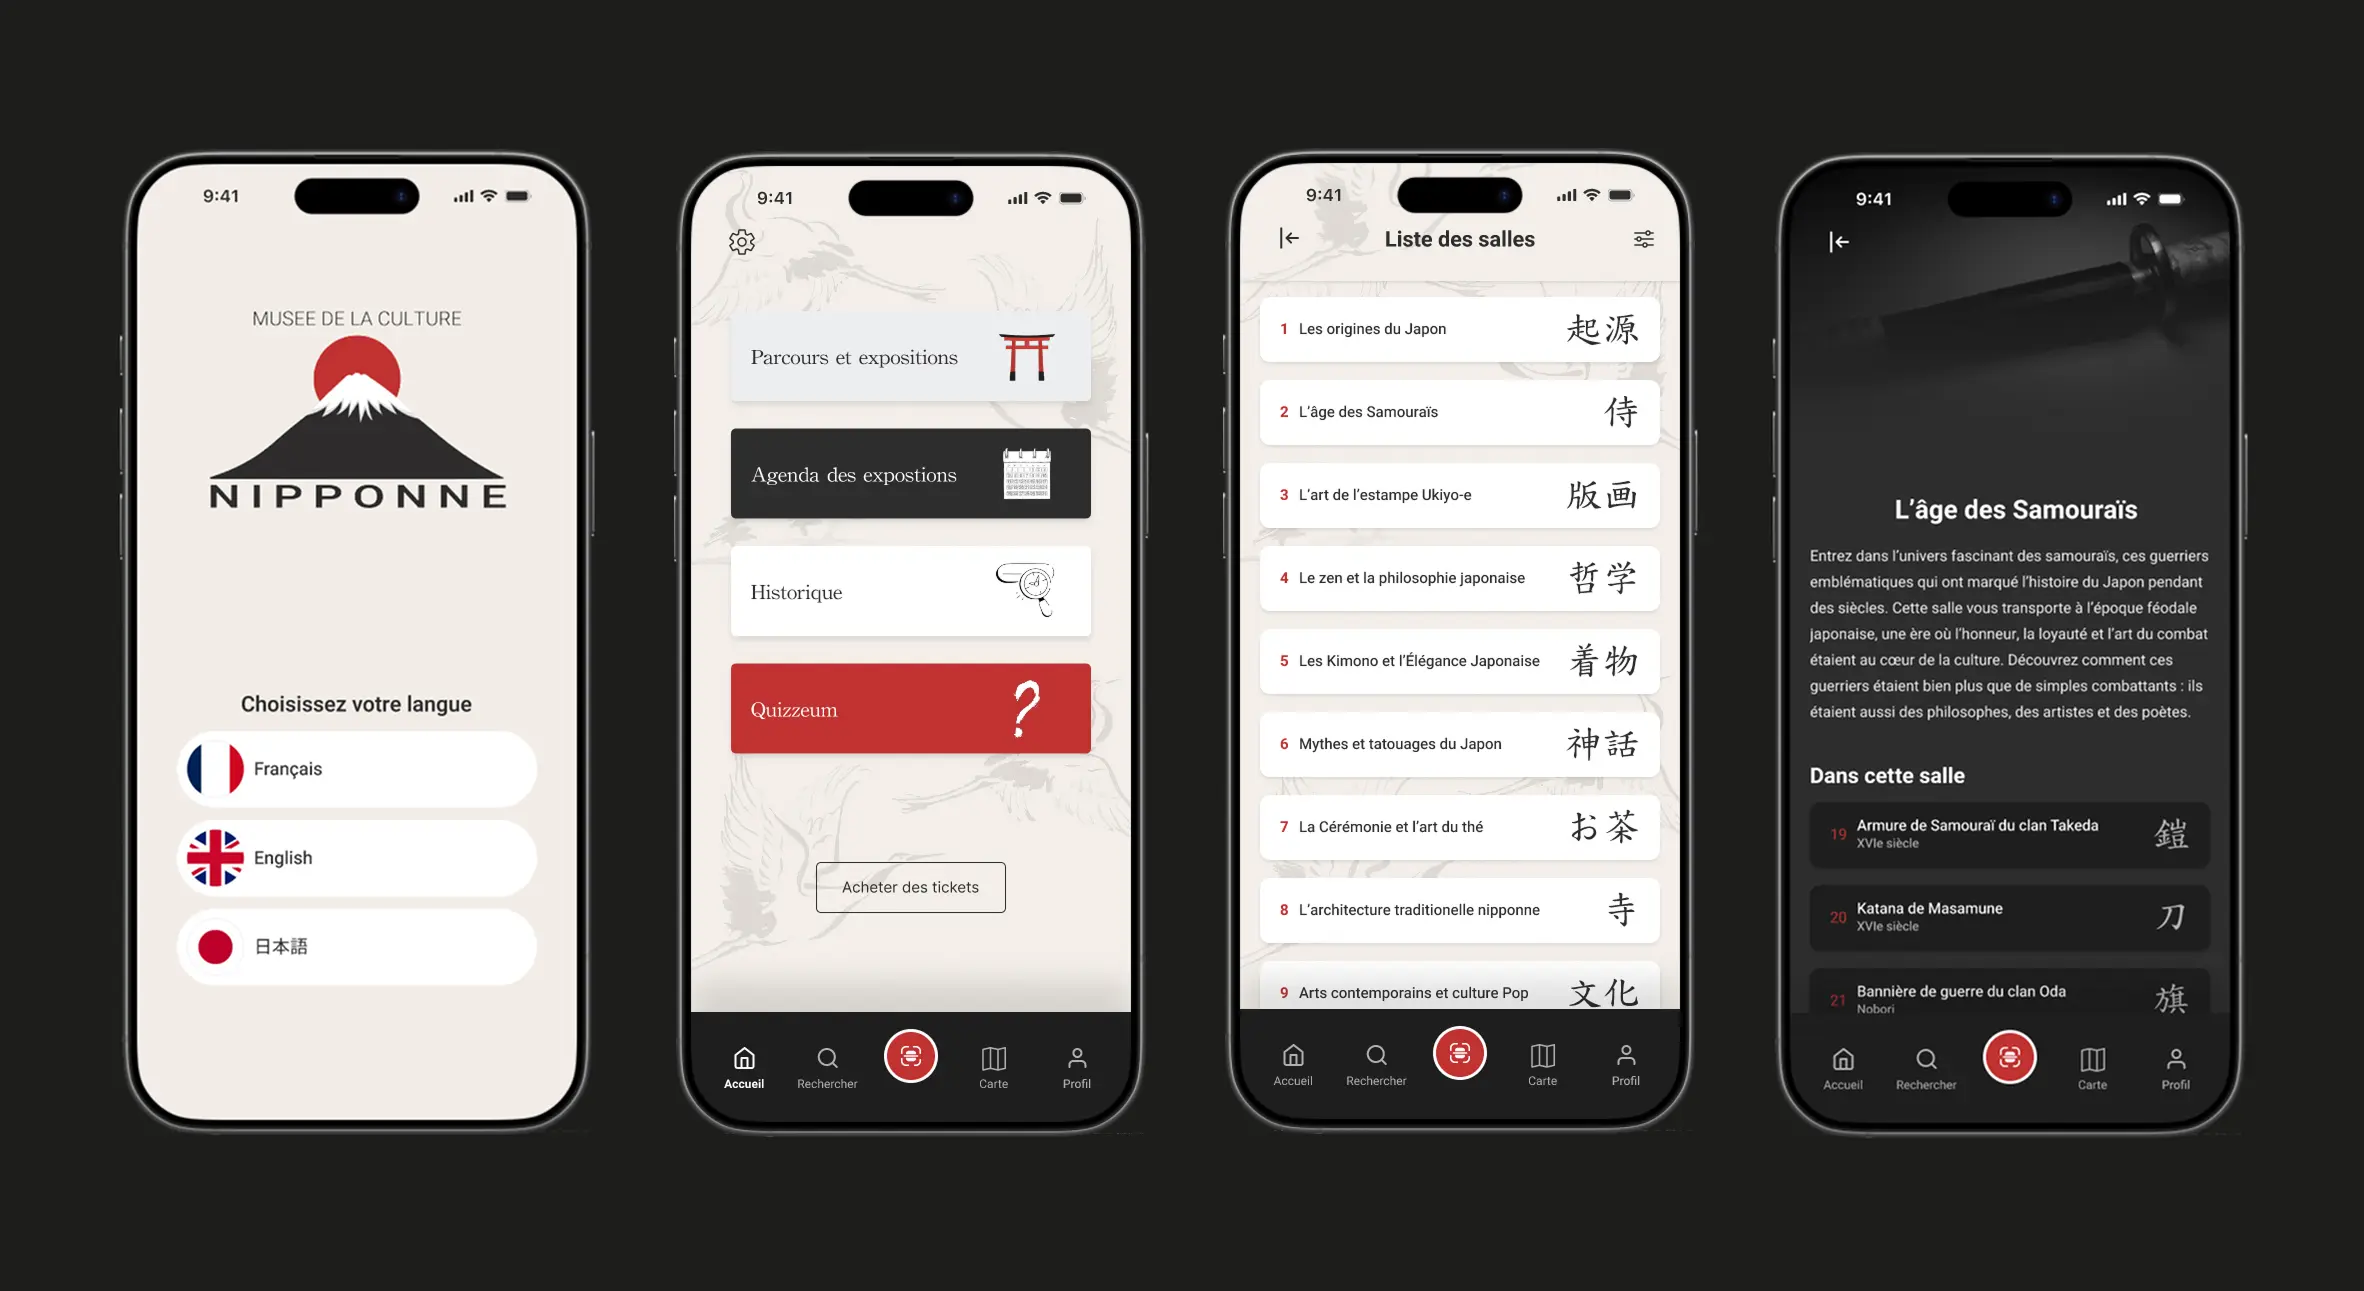 9:41
MUSEE DE LA CULTURE
NIPPONNE
Choisissez votre langue
Français
English
日本語
9:41
Parcours et expositions
Agenda des expostions
Historique
Quizzeum
?
Acheter des tickets
Accueil
Rechercher
Carte
Profil
9:41
Liste des salles
1 Les origines du Japon 起源
2 L’âge des Samouraïs 侍
3 L’art de l’estampe Ukiyo-e 版画
4 Le zen et la philosophie japonaise 哲学
5 Les Kimono et l’Élégance Japonaise 着物
6 Mythes et tatouages du Japon 神話
7 La Cérémonie et l’art du thé お茶
8 L’architecture traditionelle nipponne 寺
9 Arts contemporains et culture Pop 文化
Accueil
Rechercher
Carte
Profil
9:41
L’âge des Samouraïs
Entrez dans l’univers fascinant des samouraïs, ces guerriers
emblématiques qui ont marqué l’histoire du Japon pendant
des siècles. Cette salle vous transporte à l’époque féodale
japonaise, une ère où l’honneur, la loyauté et l’art du combat
étaient au cœur de la culture. Découvrez comment ces
guerriers étaient bien plus que de simples combattants : ils
étaient aussi des philosophes, des artistes et des poètes.
Dans cette salle
19 Armure de Samouraï du clan Takeda 鎧
XVIe siècle
20 Katana de Masamune 刀
XVIe siècle
21 Bannière de guerre du clan Oda 旗
Nobori
Accueil
Rechercher
Carte
Profil